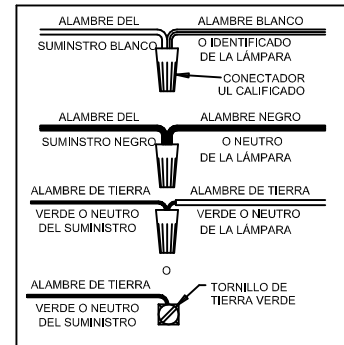 ALAMBRE DEL ALAMBRE BLANCO
SUMINSTRO BLANCO O IDENTIFICADO
DE LA LÁMPARA
CONECTADOR
UL CALIFICADO
ALAMBRE DEL ALAMBRE NEGRO
SUMINSTRO NEGRO O NEUTRO
DE LA LÁMPARA
ALAMBRE DE TIERRA ALAMBRE DE TIERRA
VERDE O NEUTRO VERDE O NEUTRO
DEL SUMINÍSTRO DE LA LÁMPARA
O
ALAMBRE DE TIERRA TORNILLO DE
TIERRA VERDE
VERDE O NEUTRO
DEL SUMINÍSTRO